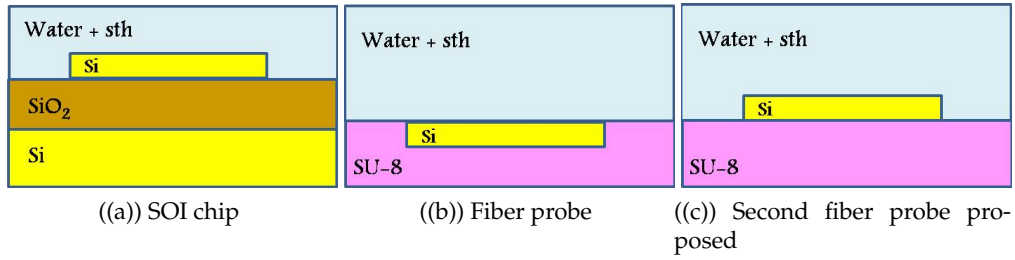 Water + sth
Si
SiO₂
Si
((a)) SOI chip
Water + sth
Si
SU-8
((b)) Fiber probe
Water + sth
Si
SU-8
((c)) Second fiber probe pro-
posed